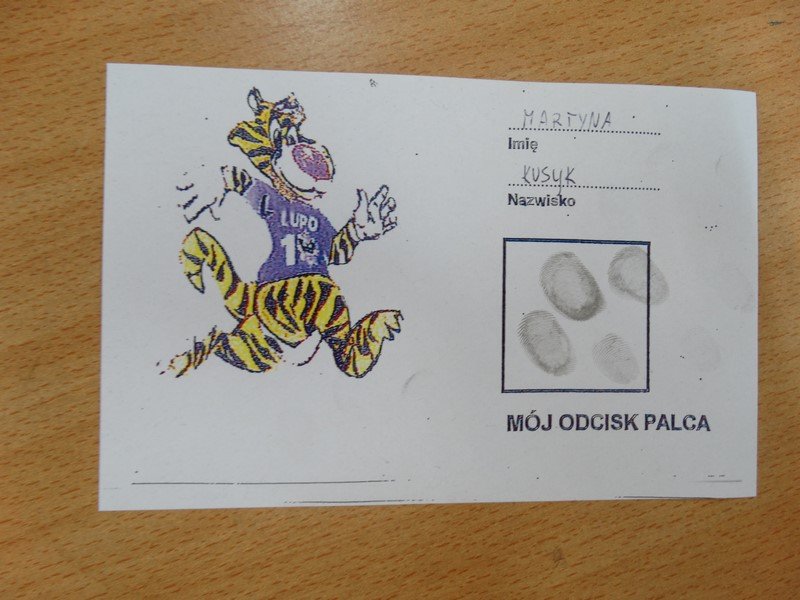 LUPO
1
MARTYNA
Imię
KUSYK
Nazwisko
MÓJ ODCISK PALCA